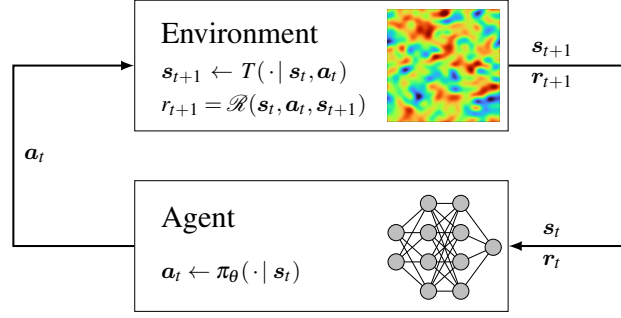 Environment
s_{t+1} ← T(·| s_t, a_t)
r_{t+1} = ℛ(s_t, a_t, s_{t+1})
s_{t+1}
r_{t+1}
a_t
Agent
a_t ← π_θ(·| s_t)
s_t
r_t